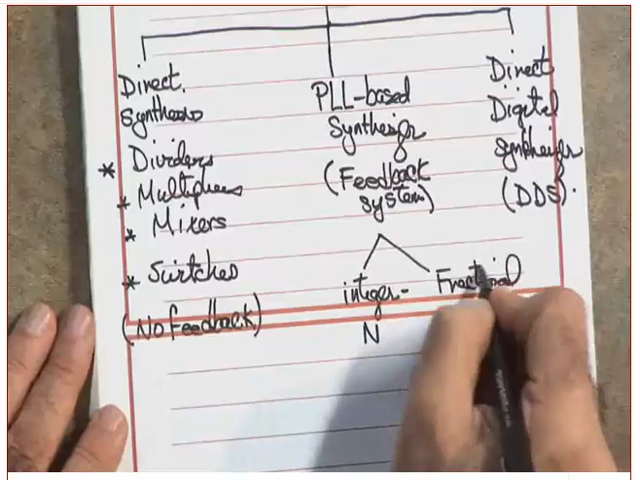 Direct
Synthesis
* Dividers
* Multipliers
* Mixers
* Switches
(No feedback)
PLL-based
Synthesizer
(Feedback
system)
integer-
N
Fractional
Direct
Digital
Synthesizer
(DDS).